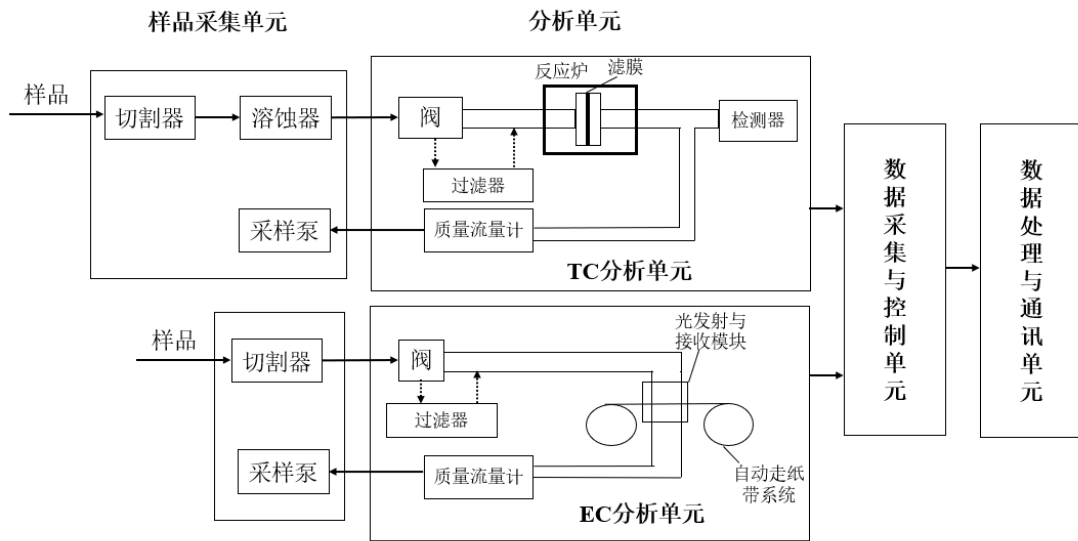 样品采集单元
分析单元
样品
切割器
溶蚀器
阀
反应炉
滤膜
检测器
过滤器
采样泵
质量流量计
TC分析单元
样品
切割器
阀
光发射与
接收模块
过滤器
采样泵
质量流量计
自动走纸
带系统
EC分析单元
数据采集与控制单元
数据处理与通讯单元